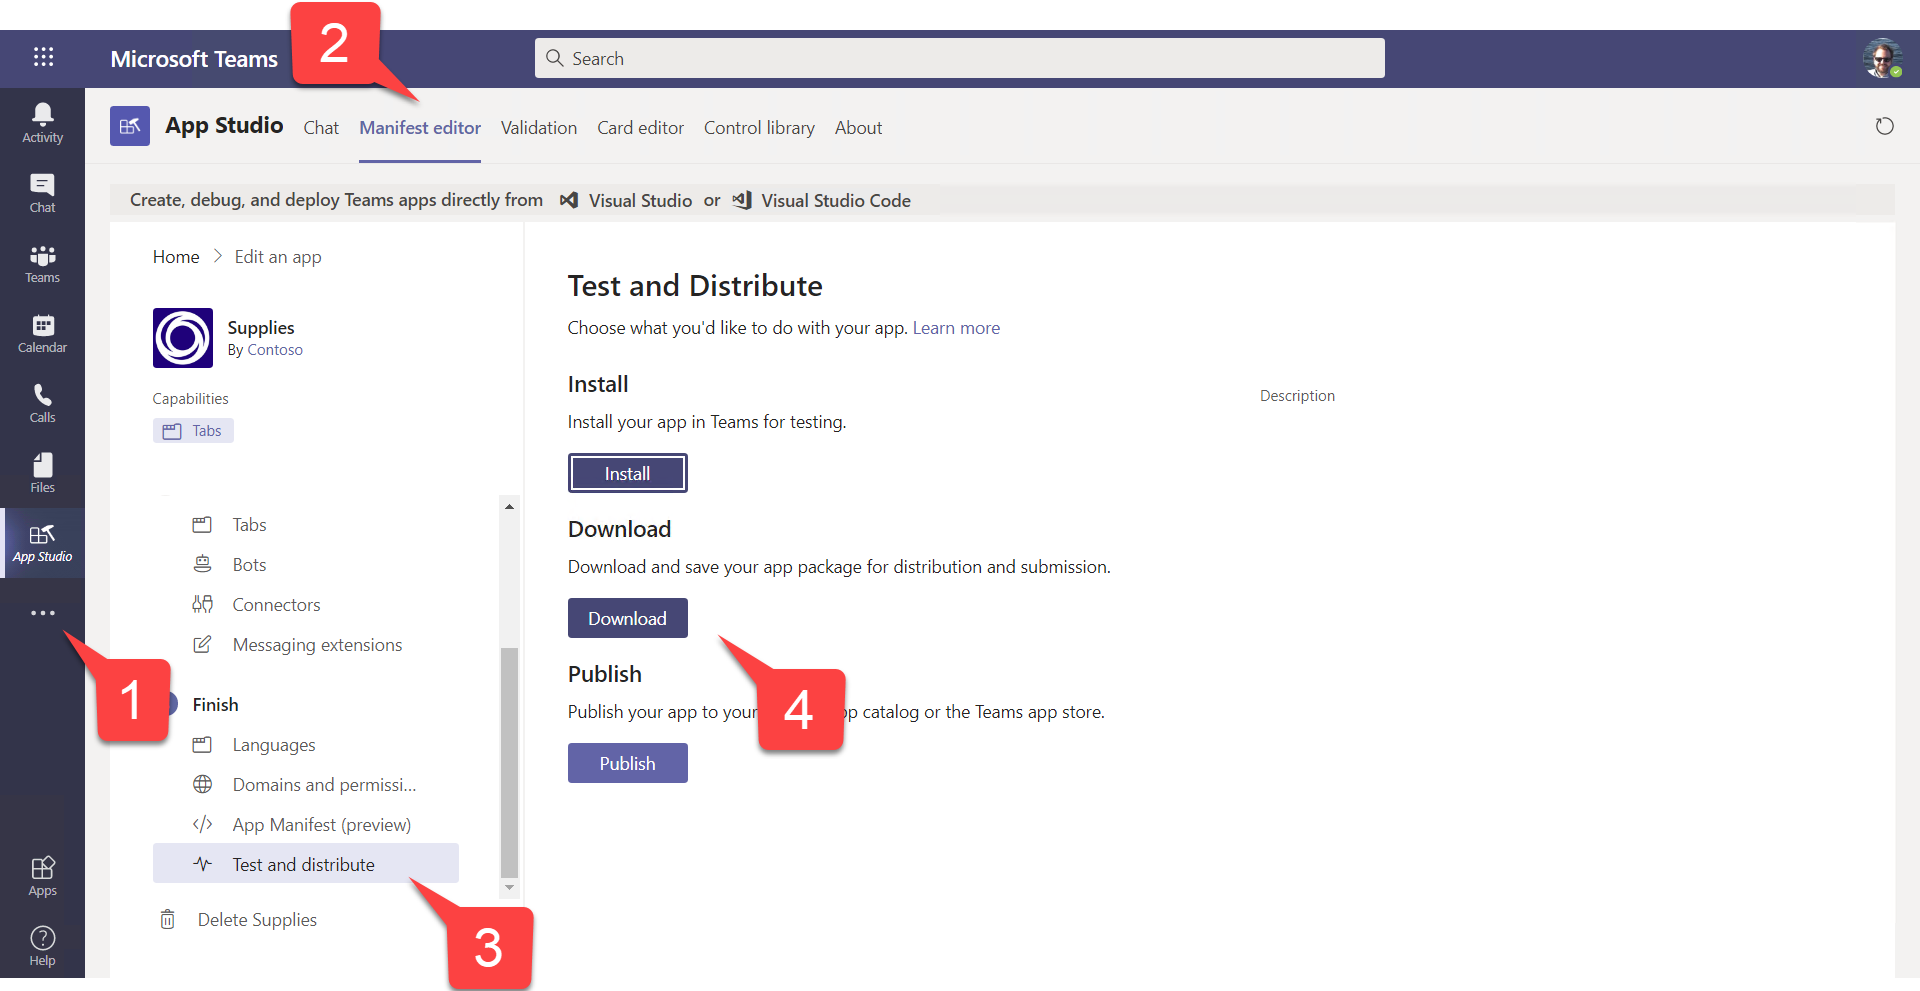 2
Microsoft Teams
Search
Activity
Chat
Teams
Calendar
Calls
Files
App Studio
1
Apps
Help
App Studio
Chat
Manifest editor
Validation
Card editor
Control library
About
Create, debug, and deploy Teams apps directly from Visual Studio or Visual Studio Code
Home > Edit an app
Supplies
By Contoso
Capabilities
Tabs
Tabs
Bots
Connectors
Messaging extensions
Finish
Languages
Domains and permissi...
App Manifest (preview)
Test and distribute
3
Delete Supplies
Test and Distribute
Choose what you'd like to do with your app. Learn more
Install
Description
Install your app in Teams for testing.
Install
Download
Download and save your app package for distribution and submission.
Download
4
Publish
Publish your app to your catalog or the Teams app store.
Publish